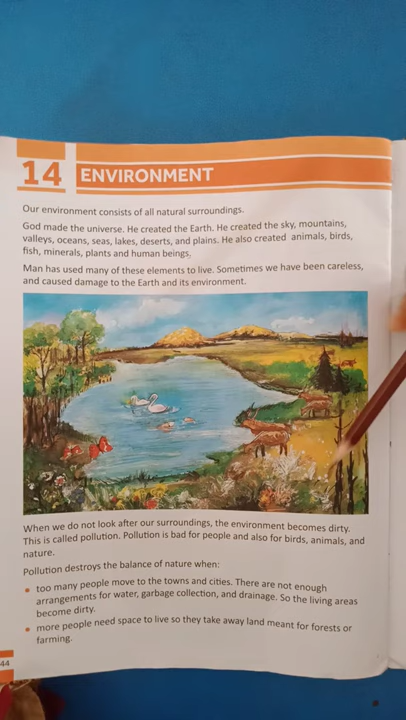 14 ENVIRONMENT
Our environment consists of all natural surroundings.
God made the universe. He created the Earth. He created the sky, mountains,
valleys, oceans, seas, lakes, deserts, and plains. He also created animals, birds,
fish, minerals, plants and human beings.
Man has used many of these elements to live. Sometimes we have been careless,
and caused damage to the Earth and its environment.
When we do not look after our surroundings, the environment becomes dirty.
This is called pollution. Pollution is bad for people and also for birds, animals, and
nature.
Pollution destroys the balance of nature when:
• too many people move to the towns and cities. There are not enough
arrangements for water, garbage collection, and drainage. So the living areas
become dirty.
• more people need space to live so they take away land meant for forests or
farming.
44